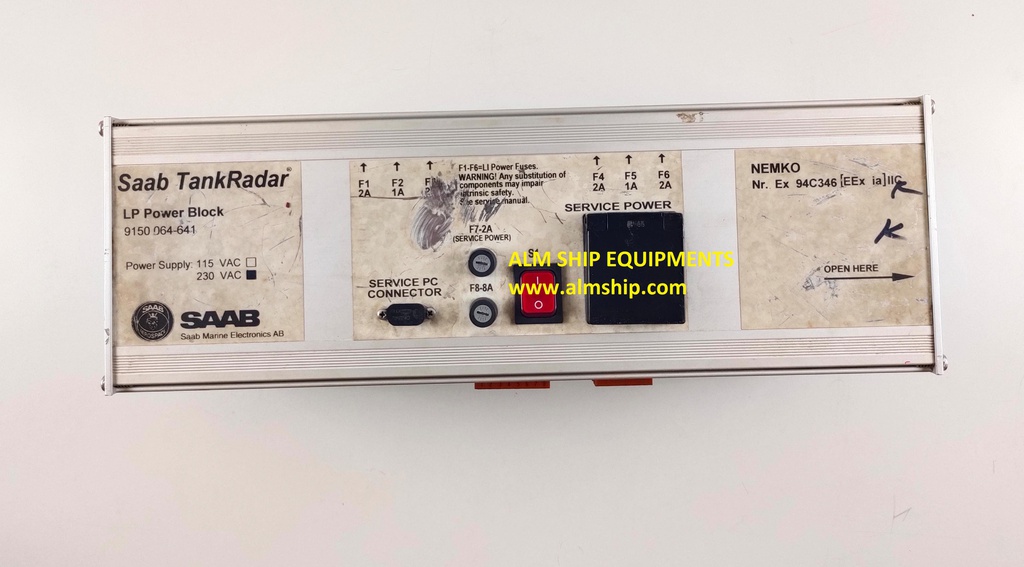 Saab TankRadar®
LP Power Block
9150 064-641
Power Supply: 115 VAC
230 VAC
SAAB
SAAB
Saab Marine Electronics AB
F1 F2
2A 1A
F1-F6=LI Power Fuses.
WARNING! Any substitution of
components may impair
intrinsic safety.
See service manual.
F4 F5 F6
2A 1A 2A
SERVICE POWER
F7-2A
(SERVICE POWER)
S1
F8-8A
SERVICE PC
CONNECTOR
I
O
ALM SHIP EQUIPMENTS
www.almship.com
NEMKO
Nr. Ex 94C346 [EEx ia] IIC
OPEN HERE